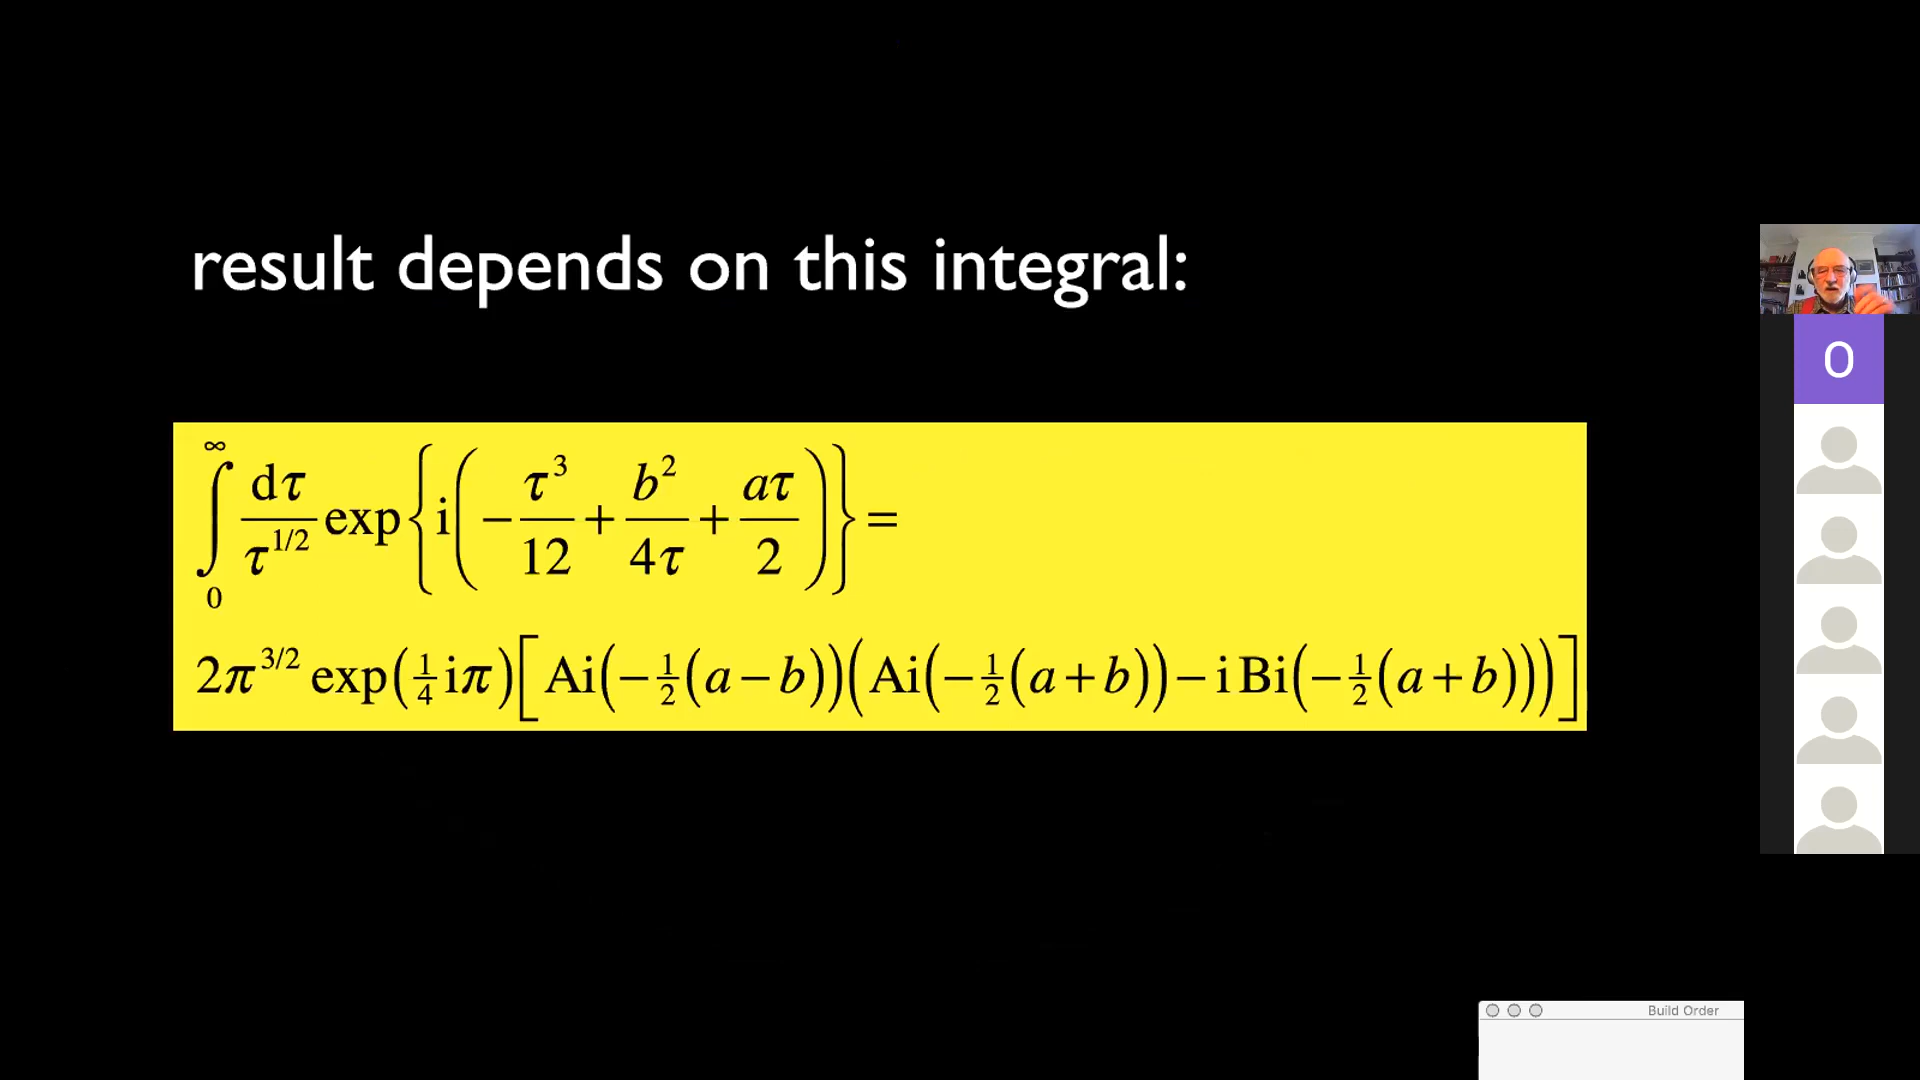 result depends on this integral:
∫₀^∞ dτ/τ^{1/2} exp{i(−τ³/12 + b²/4τ + aτ/2)} =
2π^{3/2} exp(¼iπ)[Ai(−½(a−b))(Ai(−½(a+b))−i Bi(−½(a+b)))]
O
Build Order